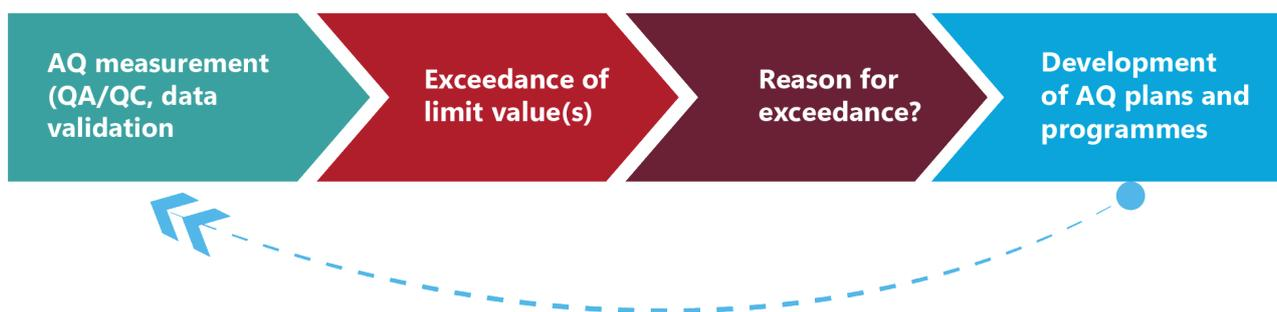 AQ measurement
(QA/QC, data
validation
Exceedance of
limit value(s)
Reason for
exceedance?
Development
of AQ plans and
programmes